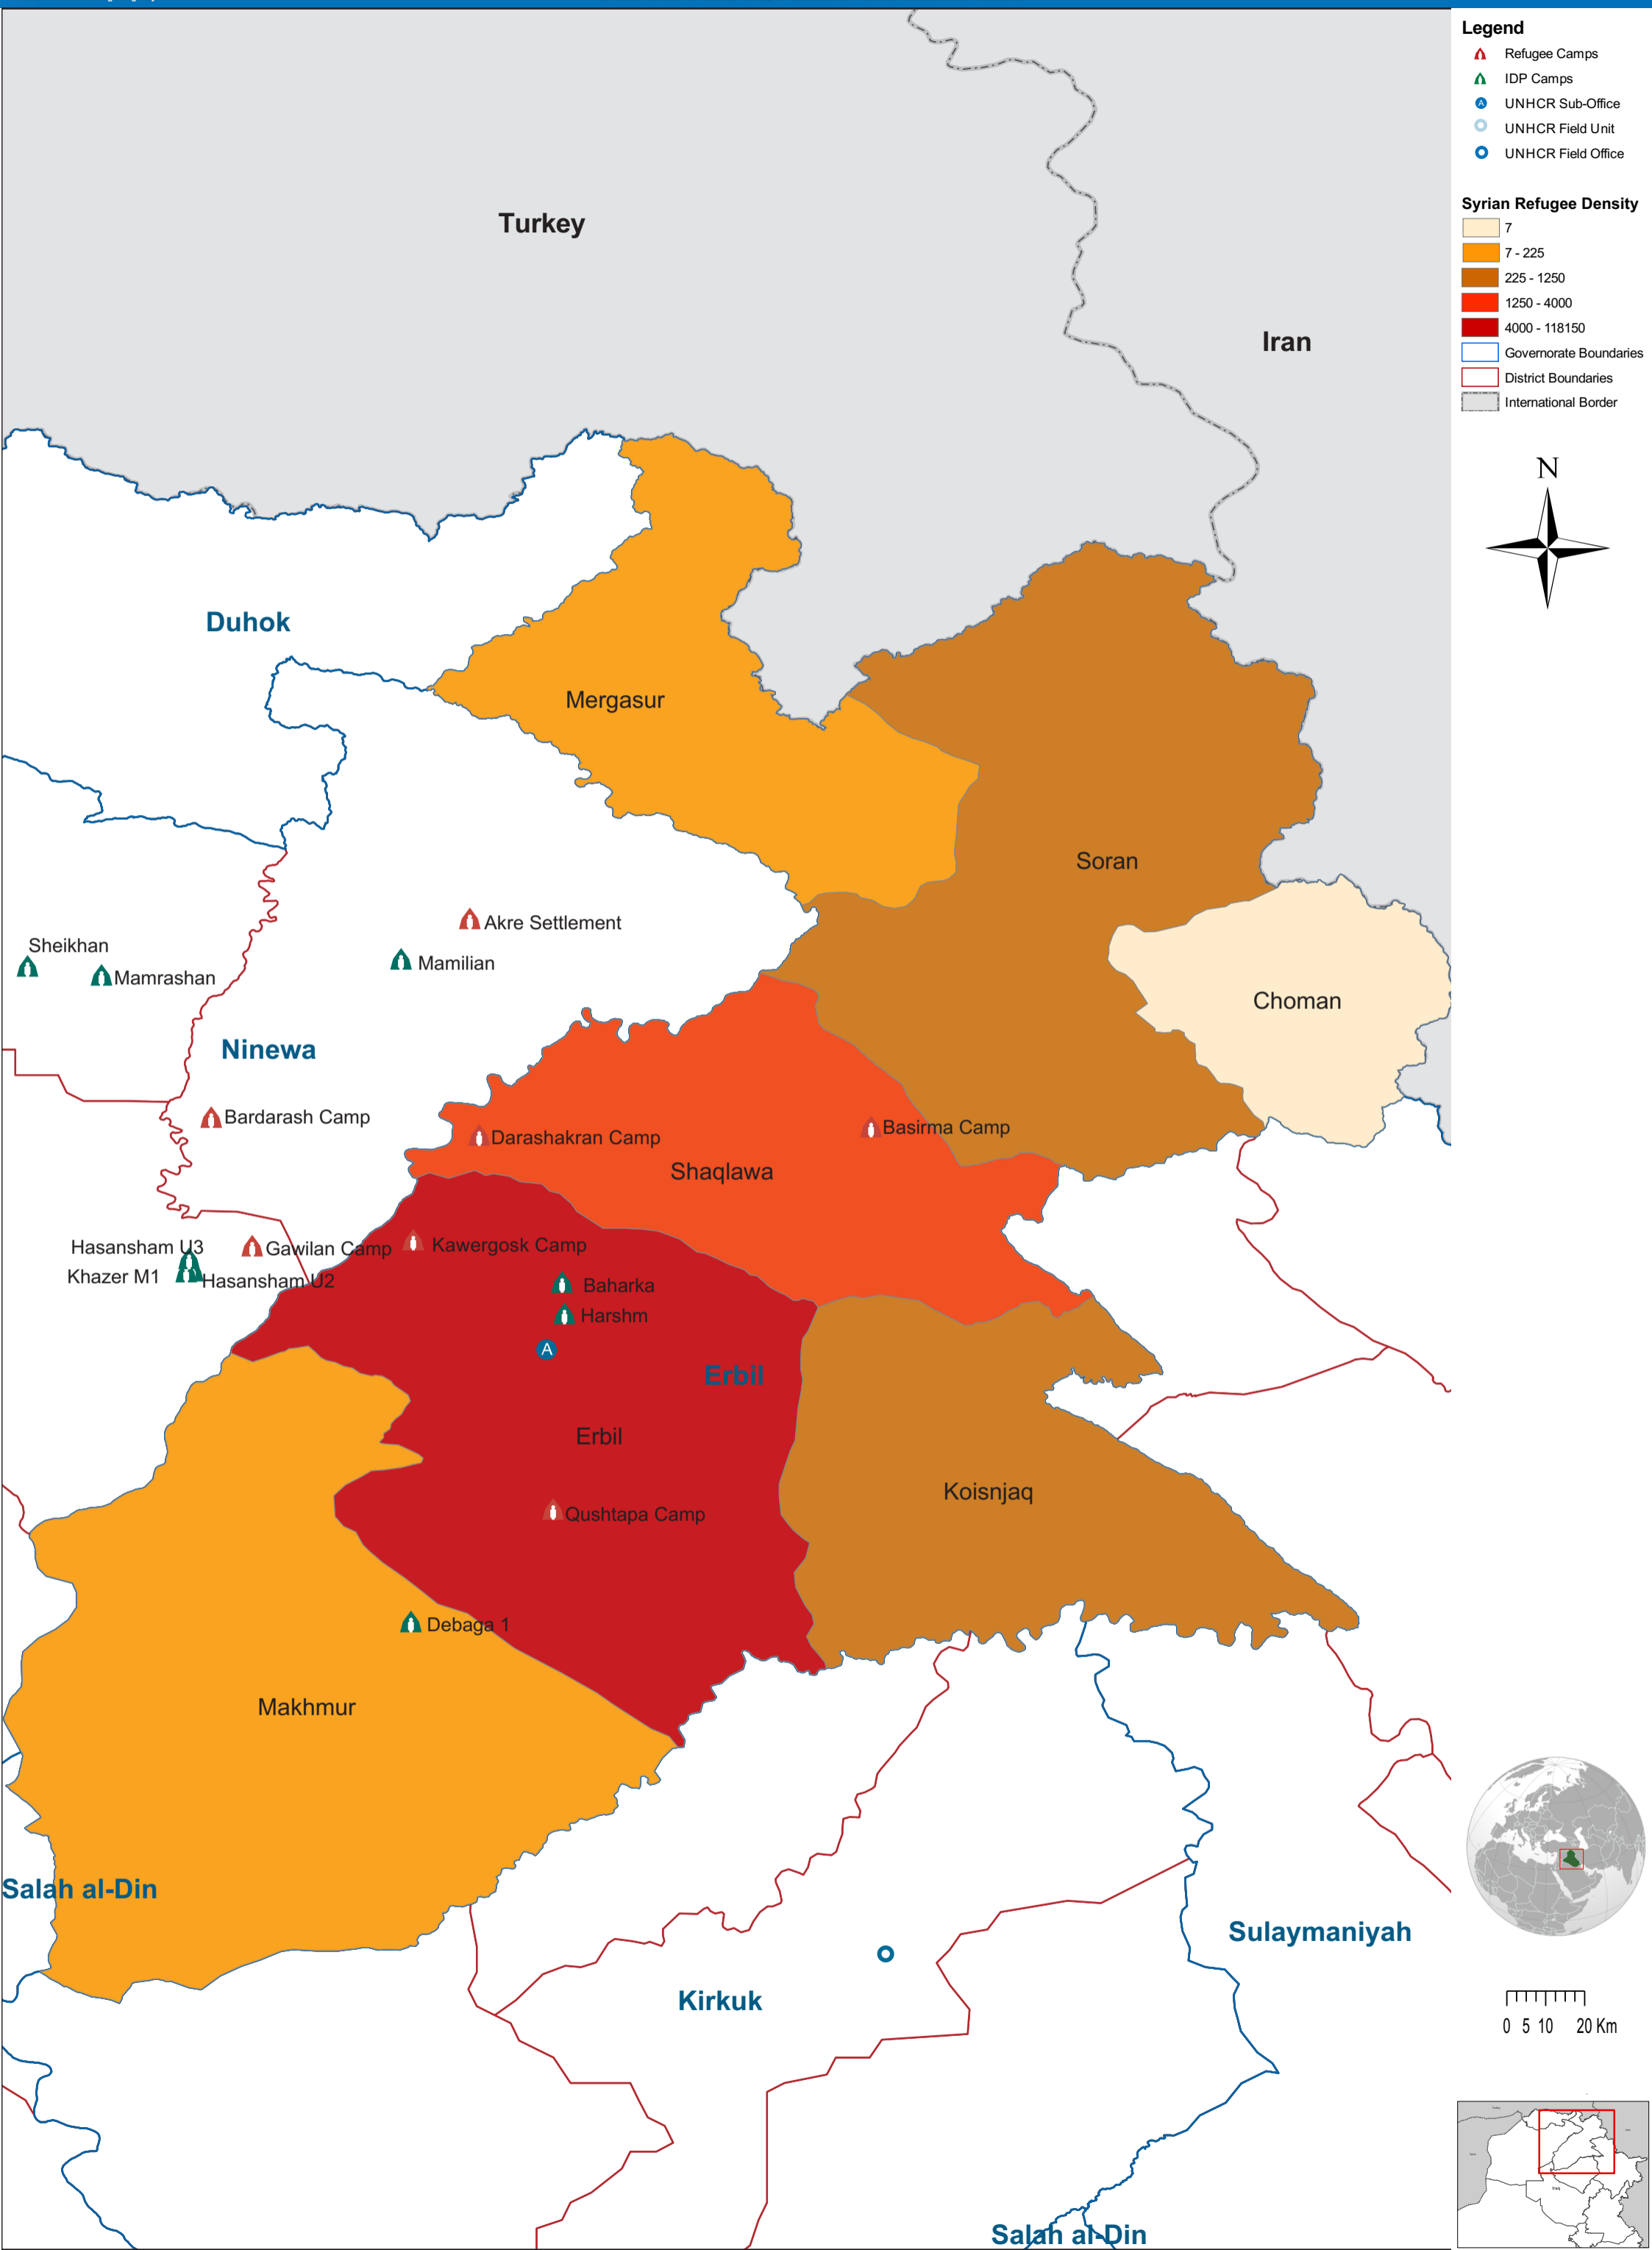 Legend
Refugee Camps
IDP Camps
A UNHCR Sub-Office
UNHCR Field Unit
UNHCR Field Office
Syrian Refugee Density
7
7 - 225
225 - 1250
1250 - 4000
4000 - 118150
Governorate Boundaries
District Boundaries
International Border
N
Turkey
Iran
Duhok
Mergasur
Soran
Akre Settlement
Sheikhan
Mamilian
Mamrashan
Choman
Ninewa
Bardarash Camp
Basirma Camp
Darashakran Camp
Shaqlawa
Hasansham U3
Gawilan Camp
Kawergosk Camp
Khazer M1
Hasansham U2
Baharka
Harshm
A
Erbil
Erbil
Koisnjaq
Qushtapa Camp
Debaga 1
Makhmur
Salah al-Din
Sulaymaniyah
Kirkuk
0 5 10 20 Km
Salah al-Din